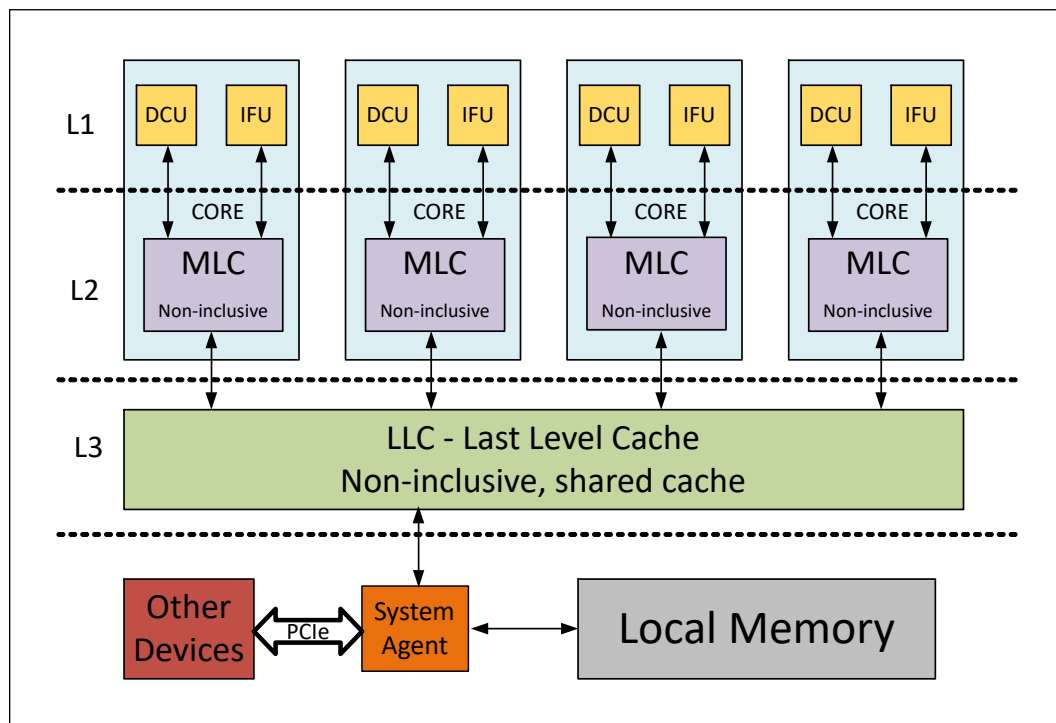 L1
DCU
IFU
DCU
IFU
DCU
IFU
DCU
IFU
CORE
CORE
CORE
CORE
L2
MLC
Non-inclusive
MLC
Non-inclusive
MLC
Non-inclusive
MLC
Non-inclusive
L3
LLC - Last Level Cache
Non-inclusive, shared cache
Other
Devices
PCIe
System
Agent
Local Memory